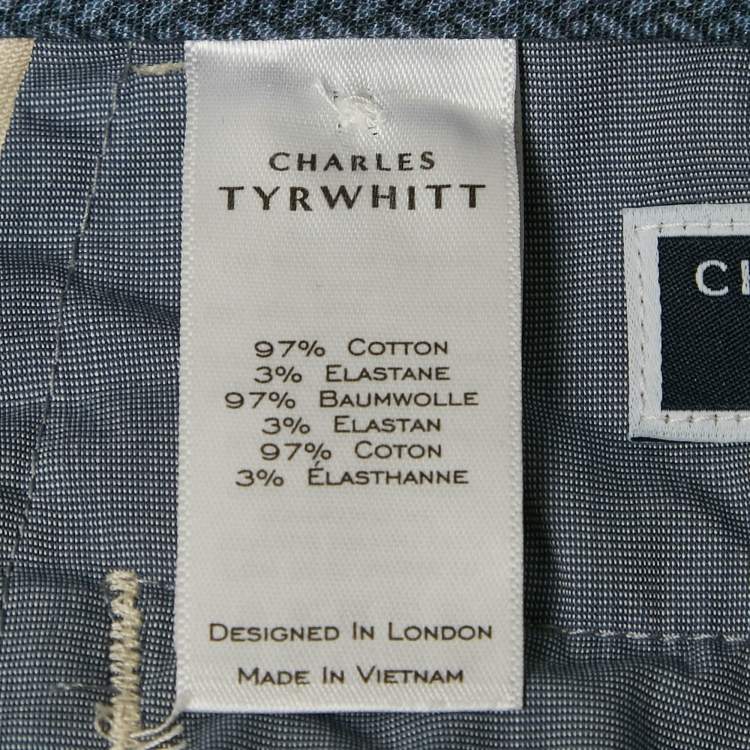 CHARLES
TYRWHITT
97% COTTON
3% ELASTANE
97% BAUMWOLLE
3% ELASTAN
97% COTON
3% ÉLASTHANNE
DESIGNED IN LONDON
MADE IN VIETNAM